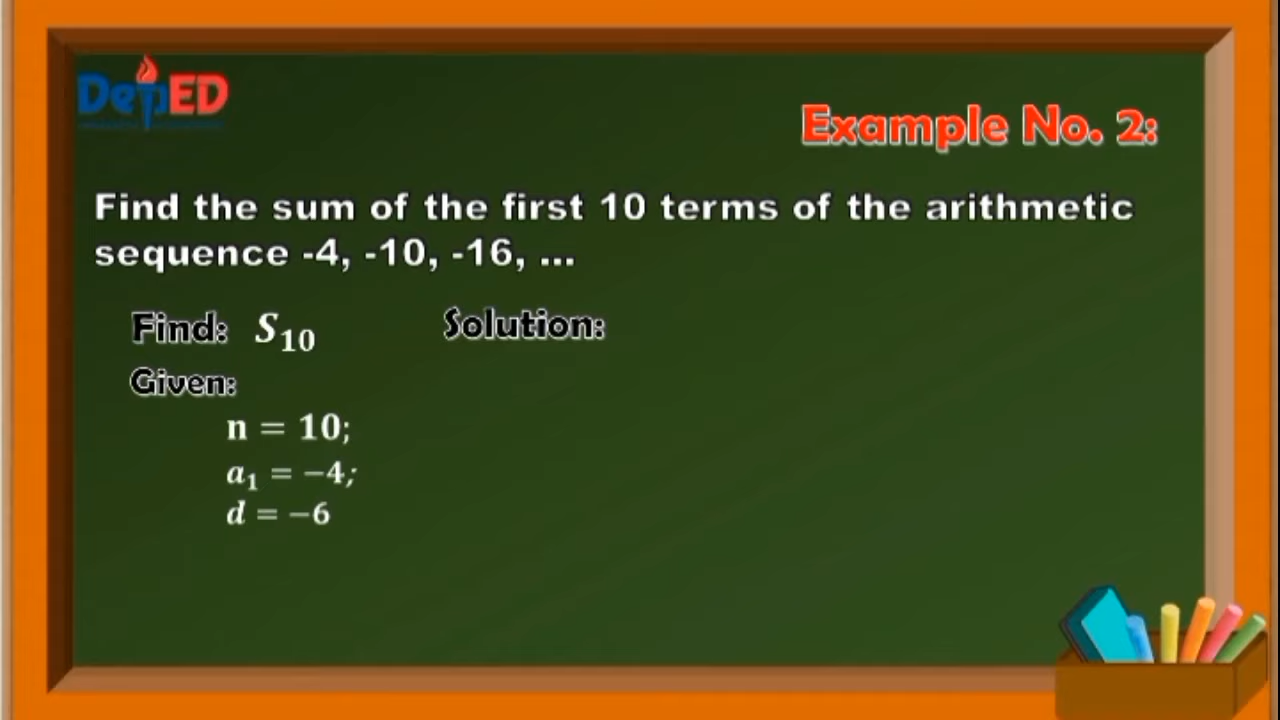 DepED
Example No. 2:
Find the sum of the first 10 terms of the arithmetic
sequence -4, -10, -16, ...
Find: S₁₀ Solution:
Given:
n = 10;
a₁ = −4;
d = −6